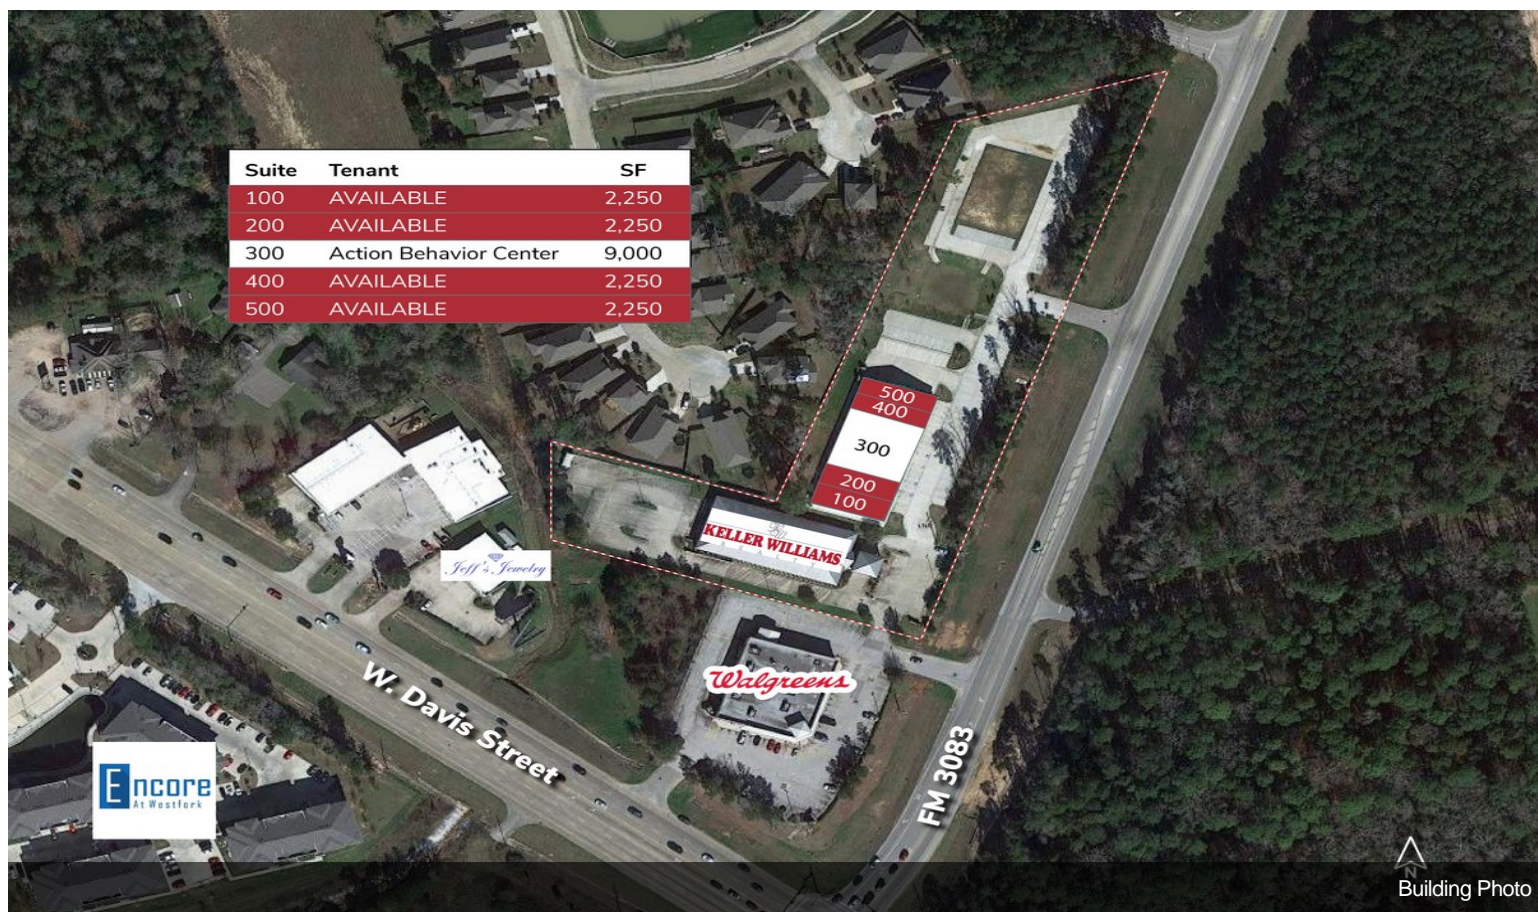 Suite Tenant SF
100 AVAILABLE 2,250
200 AVAILABLE 2,250
300 Action Behavior Center 9,000
400 AVAILABLE 2,250
500 AVAILABLE 2,250
500
400
300
200
100
KELLER WILLIAMS
REALTY
Jeff's Jewelry
Walgreens
W. Davis Street
FM 3083
Encore
At Westfork
N
Building Photo